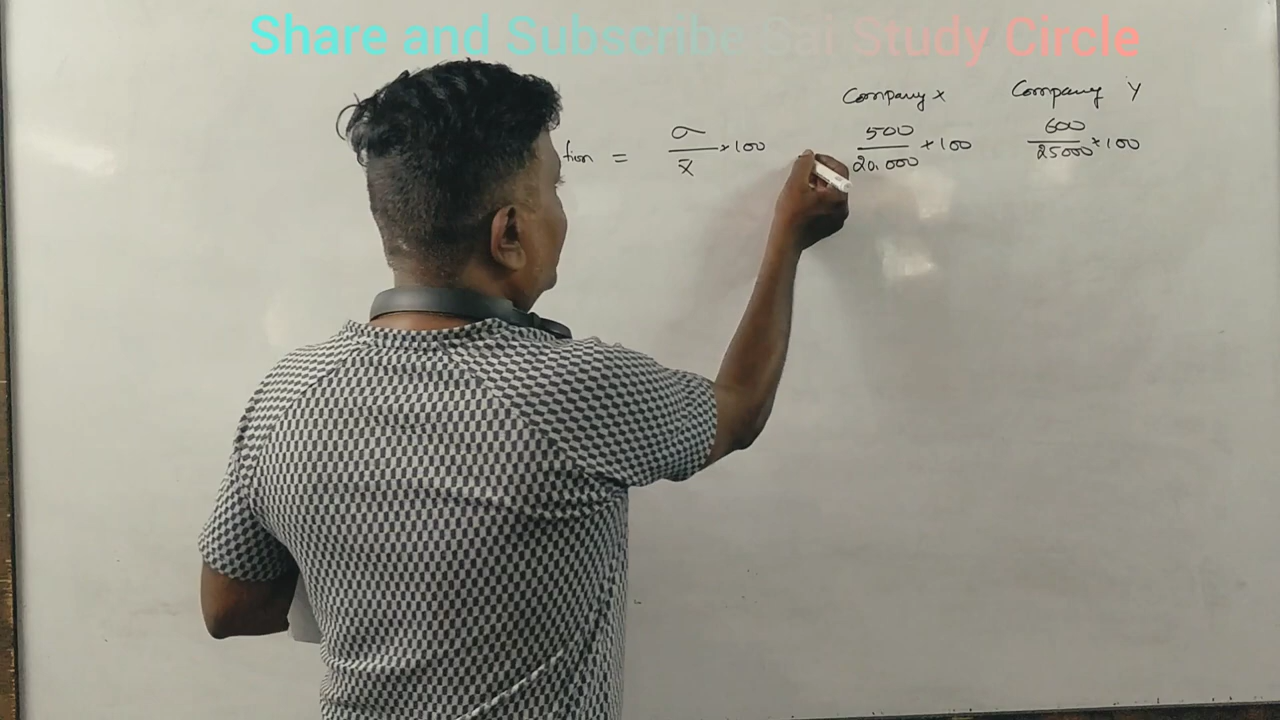 Share and Subscribe Sai Study Circle
Company X Company Y
tion = σ/x̄ × 100 500/20.000 × 100 600/25000 × 100